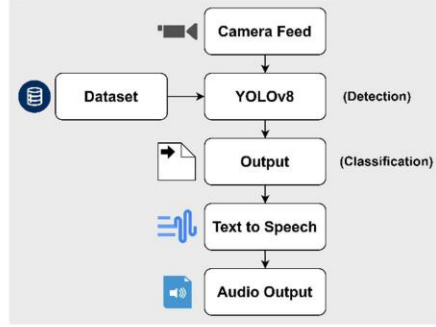 Camera Feed
Dataset
YOLOv8
(Detection)
Output
(Classification)
Text to Speech
Audio Output